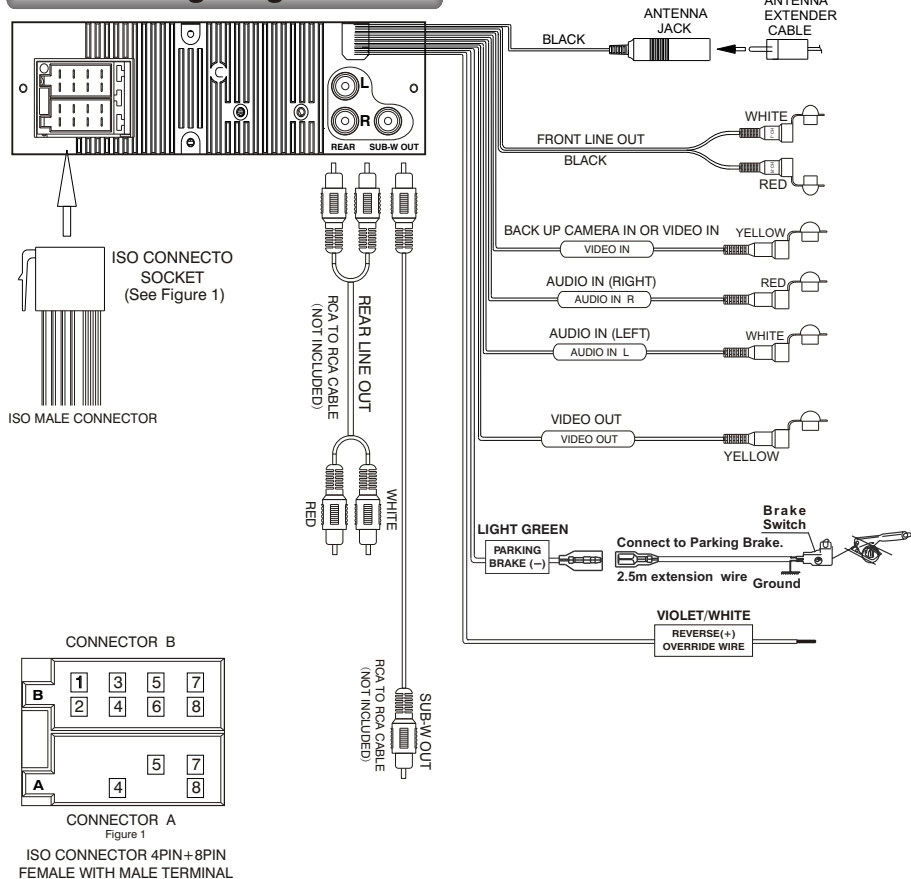 ANTENNA
EXTENDER
CABLE
ANTENNA
JACK
BLACK
WHITE
FRONT LINE OUT
BLACK
RED
L
R
REAR SUB-W OUT
BACK UP CAMERA IN OR VIDEO IN YELLOW
VIDEO IN
AUDIO IN (RIGHT) RED
AUDIO IN R
AUDIO IN (LEFT) WHITE
AUDIO IN L
VIDEO OUT
VIDEO OUT
YELLOW
ISO CONNECTO
SOCKET
(See Figure 1)
ISO MALE CONNECTOR
REAR LINE OUT
RCA TO RCA CABLE
(NOT INCLUDED)
RED
WHITE
LIGHT GREEN
PARKING
BRAKE (–)
Connect to Parking Brake.
2.5m extension wire
Brake
Switch
Ground
VIOLET/WHITE
REVERSE(+)
OVERRIDE WIRE
SUB-W OUT
RCA TO RCA CABLE
(NOT INCLUDED)
CONNECTOR B
B
1 3 5 7
2 4 6 8
5 7
A
4 8
CONNECTOR A
Figure 1
ISO CONNECTOR 4PIN+8PIN
FEMALE WITH MALE TERMINAL